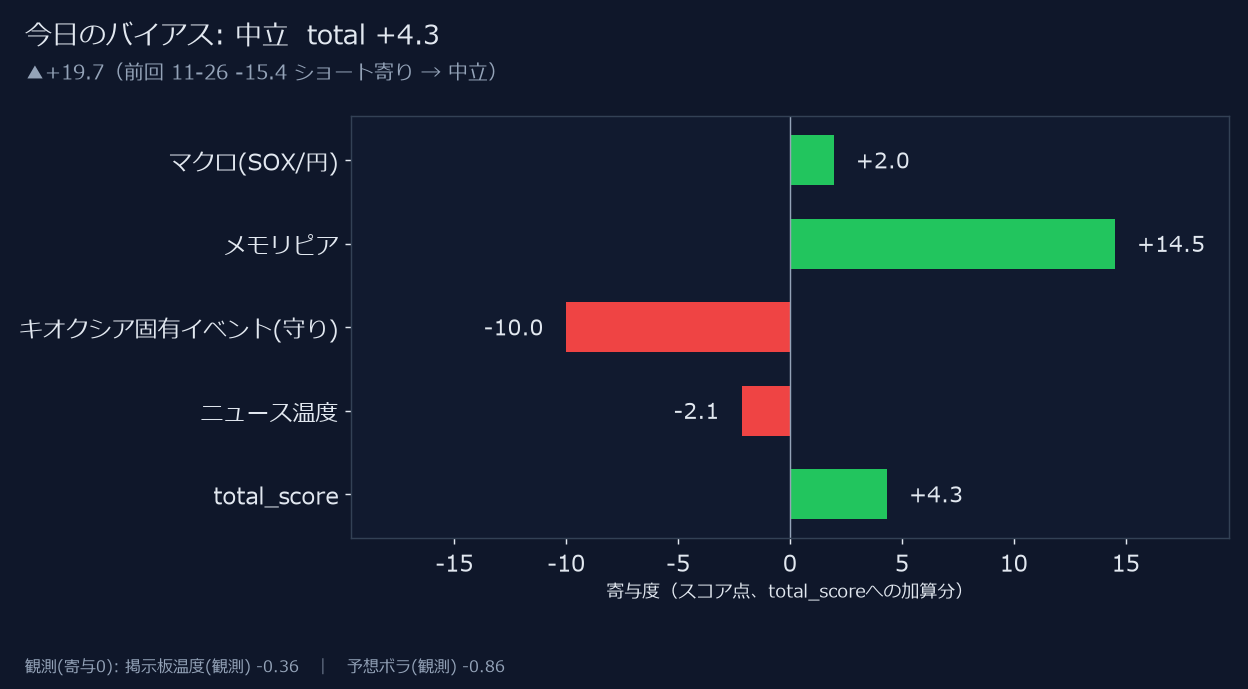 今日のバイアス: 中立  total +4.3
▲+19.7（前回 11-26 -15.4 ショート寄り → 中立）
マクロ(SOX/円)
+2.0
メモリピア
+14.5
キオクシア固有イベント(守り)
-10.0
ニュース温度
-2.1
total_score
+4.3
-15 -10 -5 0 5 10 15
寄与度（スコア点、total_scoreへの加算分）
観測(寄与0): 掲示板温度(観測) -0.36 ｜ 予想ボラ(観測) -0.86